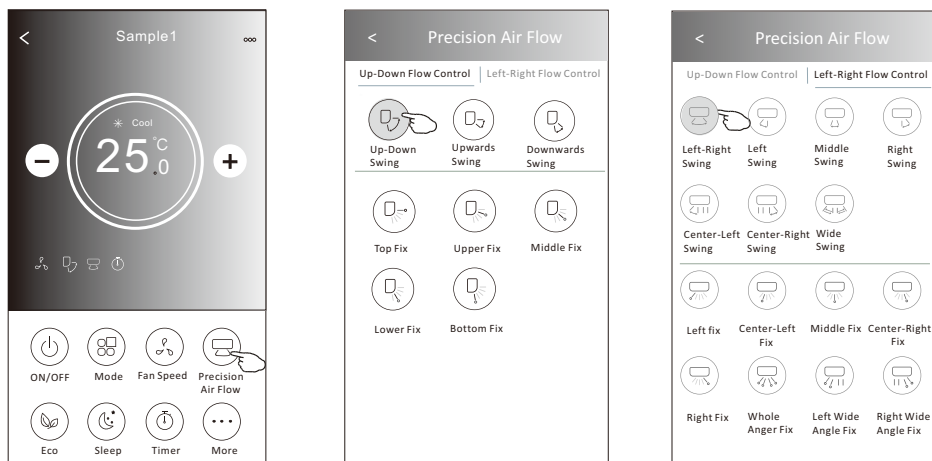 Sample1
Cool
25.0°C
ON/OFF
Mode
Fan Speed
Precision
Air Flow
Eco
Sleep
Timer
More
< Precision Air Flow
Up-Down Flow Control
Left-Right Flow Control
Up-Down
Swing
Upwards
Swing
Downwards
Swing
Top Fix
Upper Fix
Middle Fix
Lower Fix
Bottom Fix
< Precision Air Flow
Up-Down Flow Control
Left-Right Flow Control
Left-Right
Swing
Left
Swing
Middle
Swing
Right
Swing
Center-Left
Swing
Center-Right
Swing
Wide
Swing
Left fix
Center-Left
Fix
Middle Fix
Center-Right
Fix
Right Fix
Whole
Anger Fix
Left Wide
Angle Fix
Right Wide
Angle Fix